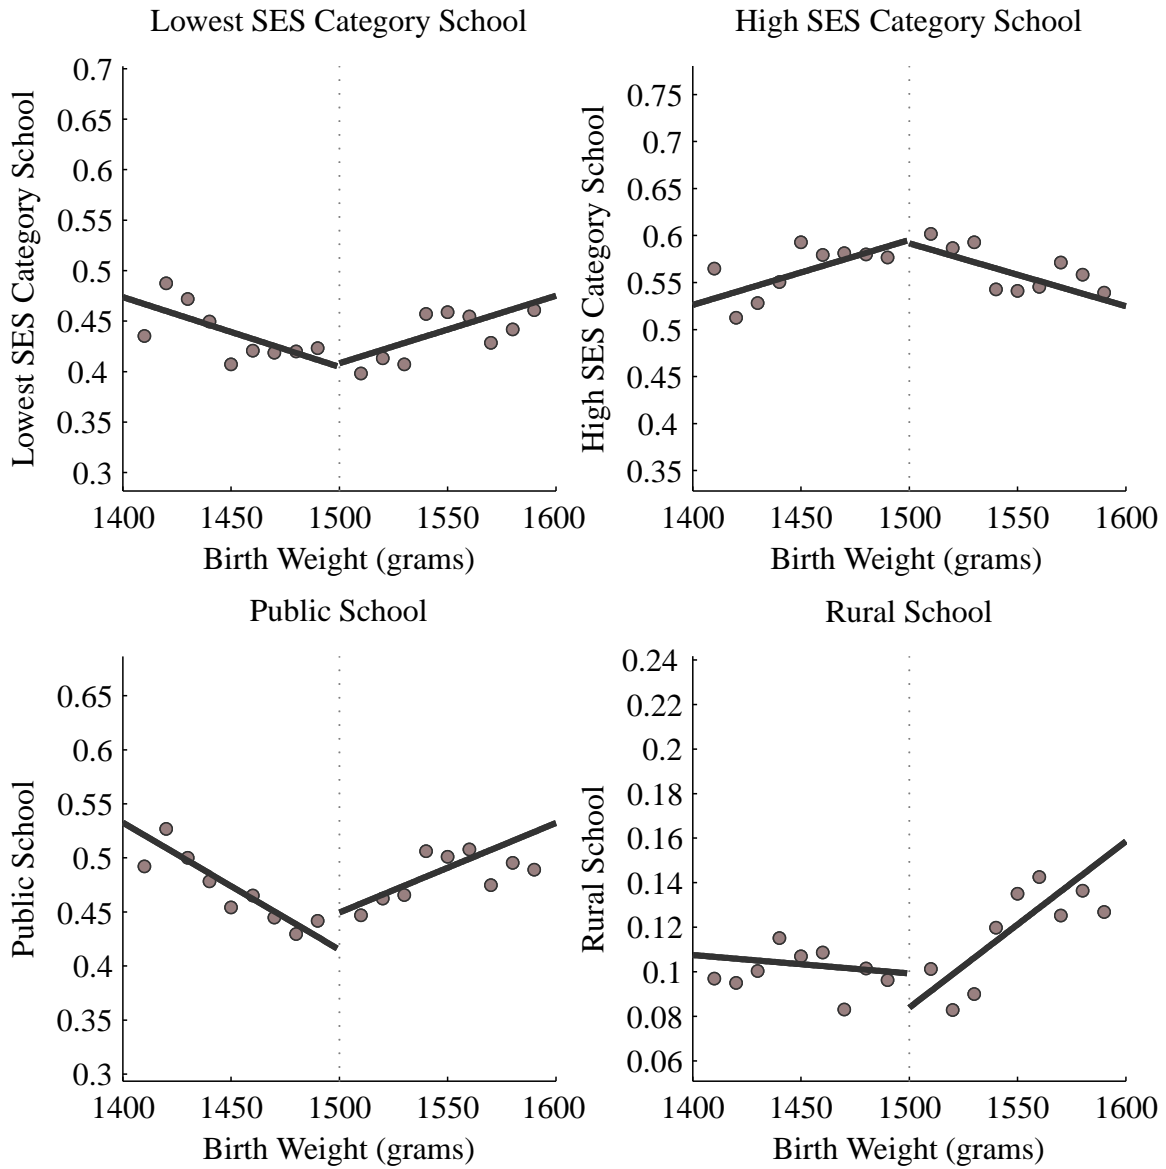 Lowest SES Category School
Lowest SES Category School
0.7
0.65
0.6
0.55
0.5
0.45
0.4
0.35
0.3
1400 1450 1500 1550 1600
Birth Weight (grams)
High SES Category School
High SES Category School
0.75
0.7
0.65
0.6
0.55
0.5
0.45
0.4
0.35
1400 1450 1500 1550 1600
Birth Weight (grams)
Public School
Public School
0.65
0.6
0.55
0.5
0.45
0.4
0.35
0.3
1400 1450 1500 1550 1600
Birth Weight (grams)
Rural School
Rural School
0.24
0.22
0.2
0.18
0.16
0.14
0.12
0.1
0.08
0.06
1400 1450 1500 1550 1600
Birth Weight (grams)